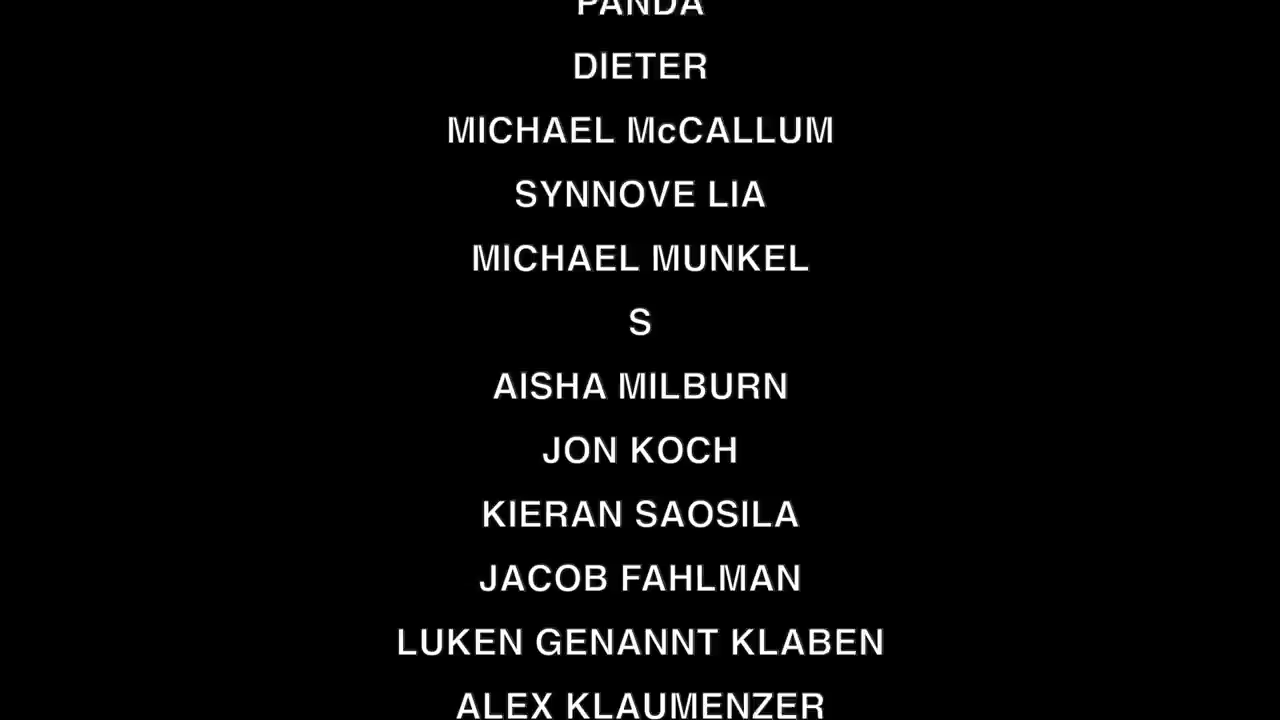 PANDA
DIETER
MICHAEL McCALLUM
SYNNOVE LIA
MICHAEL MUNKEL
S
AISHA MILBURN
JON KOCH
KIERAN SAOSILA
JACOB FAHLMAN
LUKEN GENANNT KLABEN
ALEX KLAUMENZER